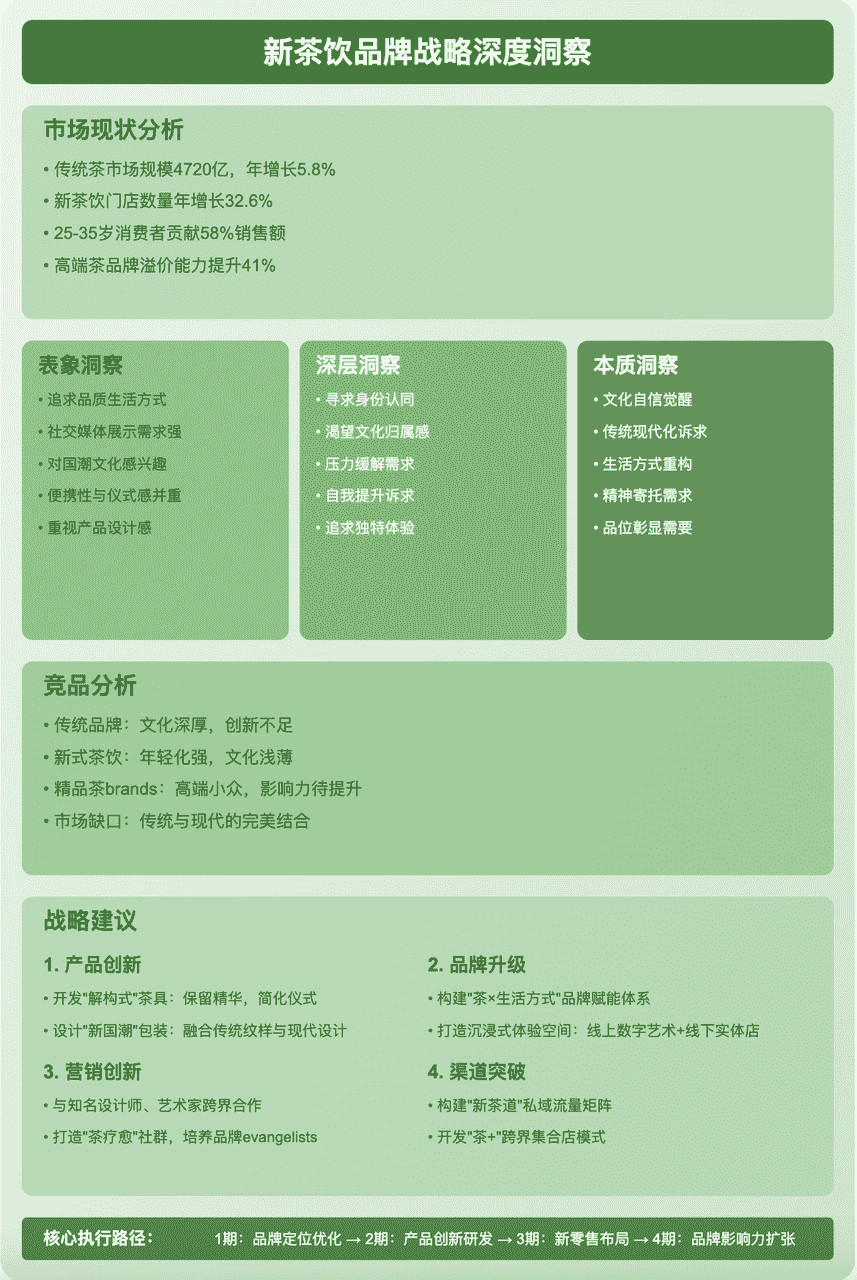 新茶饮品牌战略深度洞察
市场现状分析
• 传统茶市场规模4720亿，年增长5.8%
• 新茶饮门店数量年增长32.6%
• 25-35岁消费者贡献58%销售额
• 高端茶品牌溢价能力提升41%
表象洞察
• 追求品质生活方式
• 社交媒体展示需求强
• 对国潮文化感兴趣
• 便携性与仪式感并重
• 重视产品设计感
深层洞察
• 寻求身份认同
• 渴望文化归属感
• 压力缓解需求
• 自我提升诉求
• 追求独特体验
本质洞察
• 文化自信觉醒
• 传统现代化诉求
• 生活方式重构
• 精神寄托需求
• 品位彰显需要
竞品分析
• 传统品牌：文化深厚，创新不足
• 新式茶饮：年轻化强，文化浅薄
• 精品茶brands：高端小众，影响力待提升
• 市场缺口：传统与现代的完美结合
战略建议
1. 产品创新
• 开发"解构式"茶具：保留精华，简化仪式
• 设计"新国潮"包装：融合传统纹样与现代设计
2. 品牌升级
• 构建"茶×生活方式"品牌赋能体系
• 打造沉浸式体验空间：线上数字艺术+线下实体店
3. 营销创新
• 与知名设计师、艺术家跨界合作
• 打造"茶疗愈"社群，培养品牌evangelists
4. 渠道突破
• 构建"新茶道"私域流量矩阵
• 开发"茶+"跨界集合店模式
核心执行路径： 1期：品牌定位优化 → 2期：产品创新研发 → 3期：新零售布局 → 4期：品牌影响力扩张